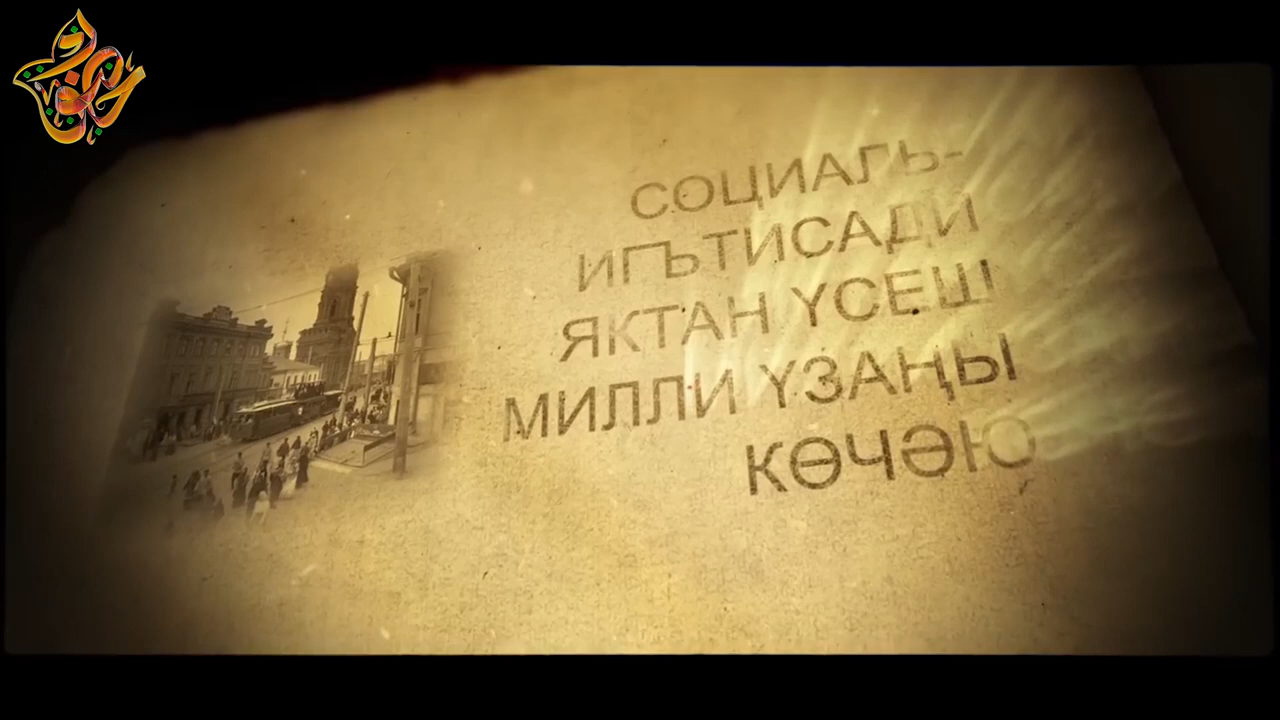 СОЦИАЛЬ-
ИГЪТИСАДИ
ЯКТАН ҮСЕШ
МИЛЛИ ҮЗАҢЫ
КӨЧӘЮ